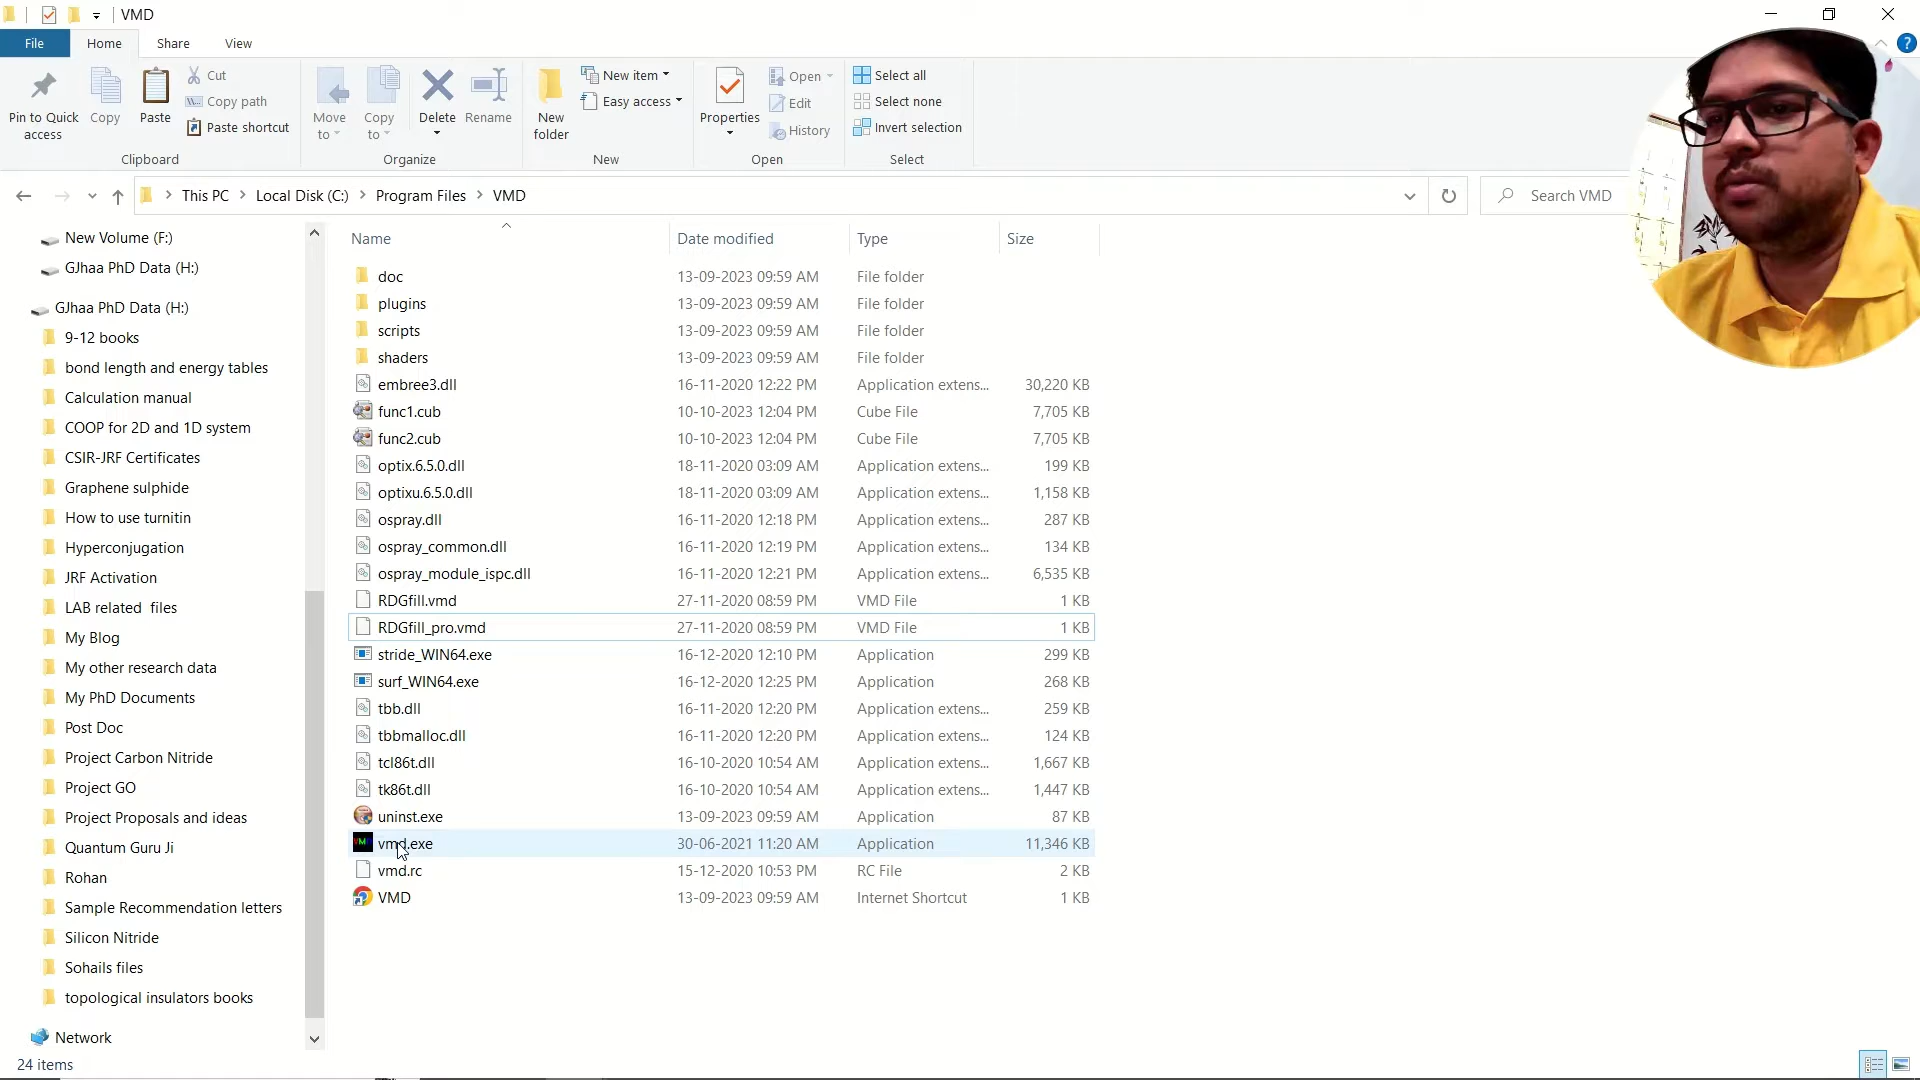 VMD
File Home Share View
Pin to Quick access
Copy
Paste
Cut
Copy path
Paste shortcut
Clipboard
Move to
Copy to
Delete
Rename
Organize
New folder
New item
Easy access
New
Properties
Open
Edit
History
Open
Select all
Select none
Invert selection
Select
This PC Local Disk (C:) Program Files VMD
Search VMD
New Volume (F:)
GJhaa PhD Data (H:)
GJhaa PhD Data (H:)
9-12 books
bond length and energy tables
Calculation manual
COOP for 2D and 1D system
CSIR-JRF Certificates
Graphene sulphide
How to use turnitin
Hyperconjugation
JRF Activation
LAB related files
My Blog
My other research data
My PhD Documents
Post Doc
Project Carbon Nitride
Project GO
Project Proposals and ideas
Quantum Guru Ji
Rohan
Sample Recommendation letters
Silicon Nitride
Sohails files
topological insulators books
Network
Name Date modified Type Size
doc 13-09-2023 09:59 AM File folder
plugins 13-09-2023 09:59 AM File folder
scripts 13-09-2023 09:59 AM File folder
shaders 13-09-2023 09:59 AM File folder
embree3.dll 16-11-2020 12:22 PM Application extens... 30,220 KB
func1.cub 10-10-2023 12:04 PM Cube File 7,705 KB
func2.cub 10-10-2023 12:04 PM Cube File 7,705 KB
optix.6.5.0.dll 18-11-2020 03:09 AM Application extens... 199 KB
optixu.6.5.0.dll 18-11-2020 03:09 AM Application extens... 1,158 KB
ospray.dll 16-11-2020 12:18 PM Application extens... 287 KB
ospray_common.dll 16-11-2020 12:19 PM Application extens... 134 KB
ospray_module_ispc.dll 16-11-2020 12:21 PM Application extens... 6,535 KB
RDGfill.vmd 27-11-2020 08:59 PM VMD File 1 KB
RDGfill_pro.vmd 27-11-2020 08:59 PM VMD File 1 KB
stride_WIN64.exe 16-12-2020 12:10 PM Application 299 KB
surf_WIN64.exe 16-12-2020 12:25 PM Application 268 KB
tbb.dll 16-11-2020 12:20 PM Application extens... 259 KB
tbbmalloc.dll 16-11-2020 12:20 PM Application extens... 124 KB
tcl86t.dll 16-10-2020 10:54 AM Application extens... 1,667 KB
tk86t.dll 16-10-2020 10:54 AM Application extens... 1,447 KB
uninst.exe 13-09-2023 09:59 AM Application 87 KB
vmd.exe 30-06-2021 11:20 AM Application 11,346 KB
vmd.rc 15-12-2020 10:53 PM RC File 2 KB
VMD 13-09-2023 09:59 AM Internet Shortcut 1 KB
24 items